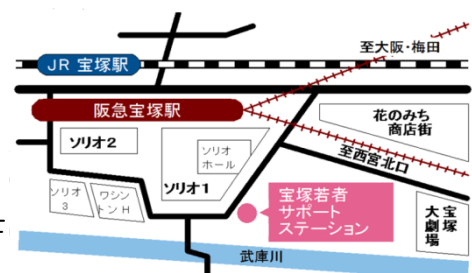 至大阪・梅田
JR 宝塚駅
阪急宝塚駅
花のみち
商店街
ソリオ2
ソリオ
ホール
至西宮北口
ソリオ1
ソリオ
3
ワシン
トンH
宝塚若者
サポート
ステーション
宝塚
大劇場
武庫川